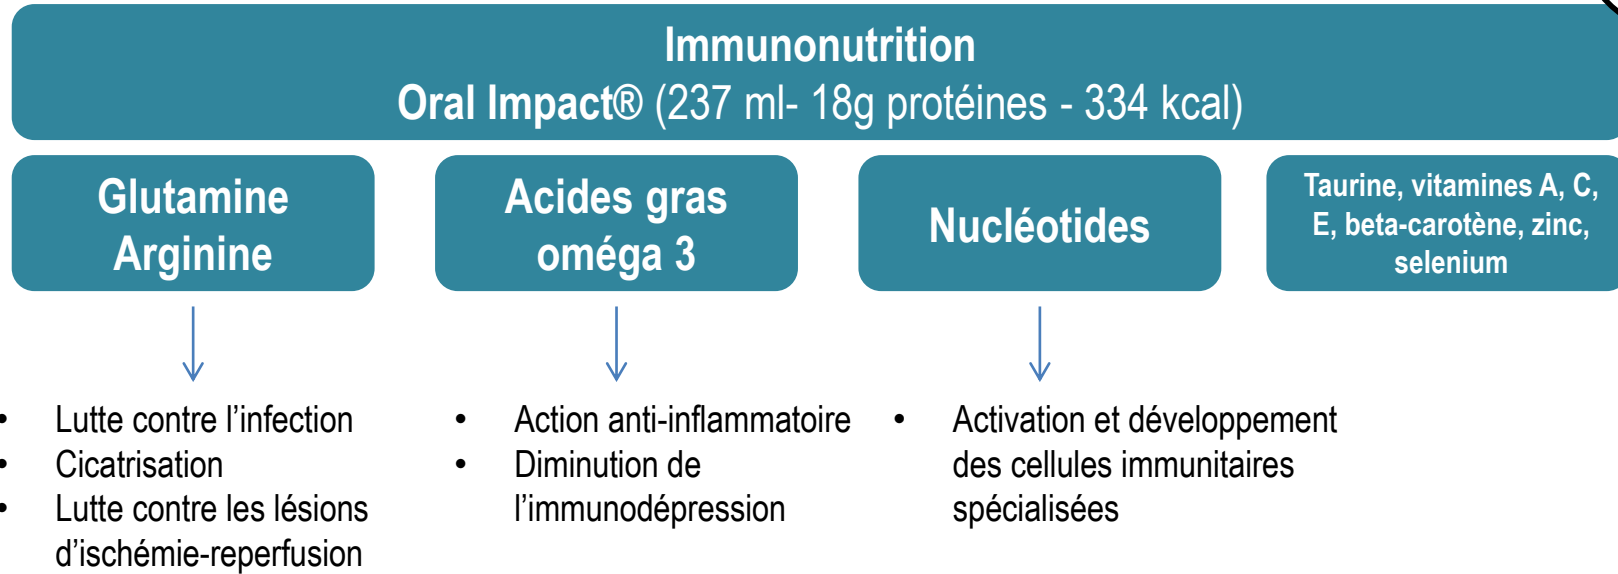 Immunonutrition
Oral Impact® (237 ml- 18g protéines - 334 kcal)
Glutamine
Arginine
Acides gras
oméga 3
Nucléotides
Taurine, vitamines A, C,
E, beta-carotène, zinc,
selenium
• Lutte contre l’infection
• Cicatrisation
• Lutte contre les lésions
d’ischémie-reperfusion
• Action anti-inflammatoire
• Diminution de
l’immunodépression
• Activation et développement
des cellules immunitaires
spécialisées